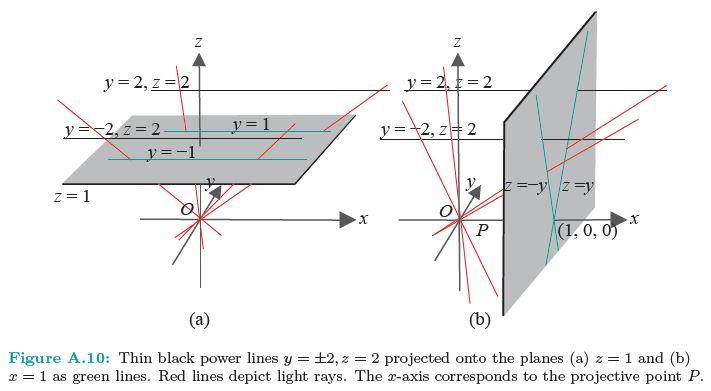 z
y = 2, z = 2
y = −2, z = 2
y = 1
y = −1
z = 1
y
O
x
(a)
z
y = 2, z = 2
y = −2, z = 2
y
z =−y
z =y
O
P
(1, 0, 0)
x
(b)
Figure A.10: Thin black power lines y = ±2, z = 2 projected onto the planes (a) z = 1 and (b)
x = 1 as green lines. Red lines depict light rays. The x-axis corresponds to the projective point P.